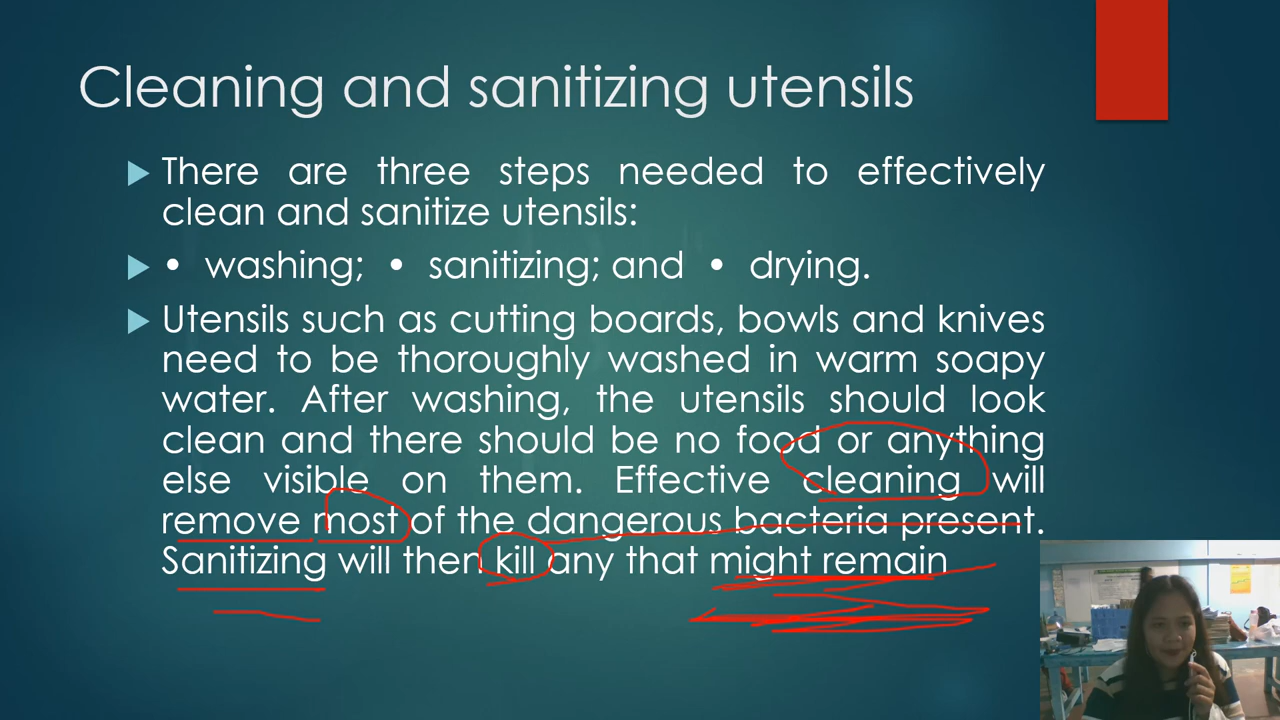 Cleaning and sanitizing utensils
There are three steps needed to effectively
clean and sanitize utensils:
• washing; • sanitizing; and • drying.
Utensils such as cutting boards, bowls and knives
need to be thoroughly washed in warm soapy
water. After washing, the utensils should look
clean and there should be no food or anything
else visible on them. Effective cleaning will
remove most of the dangerous bacteria present.
Sanitizing will then kill any that might remain